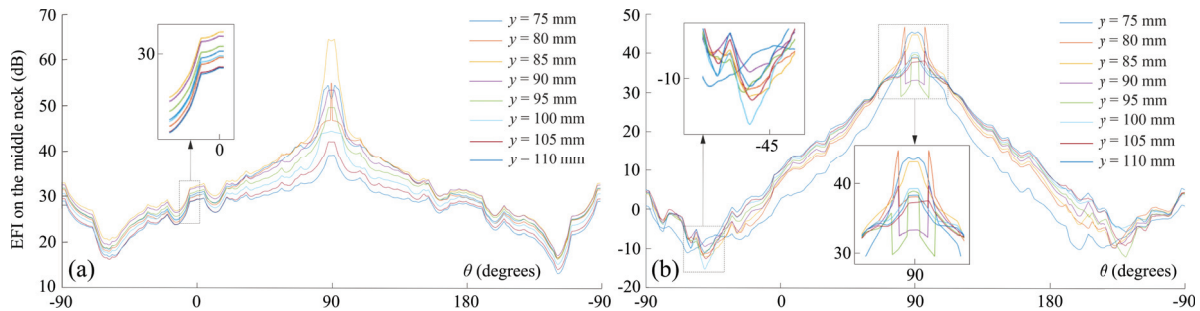 EFI on the middle neck (dB)
70
60
50
40
30
20
10
-90
0
90
180
-90
θ (degrees)
(a)
30
0
y = 75 mm
y = 80 mm
y = 85 mm
y = 90 mm
y = 95 mm
y = 100 mm
y = 105 mm
y = 110 mm
50
40
30
20
10
0
-10
-20
-90
0
90
180
-90
θ (degrees)
(b)
-10
-45
40
30
90
y = 75 mm
y = 80 mm
y = 85 mm
y = 90 mm
y = 95 mm
y = 100 mm
y = 105 mm
y = 110 mm